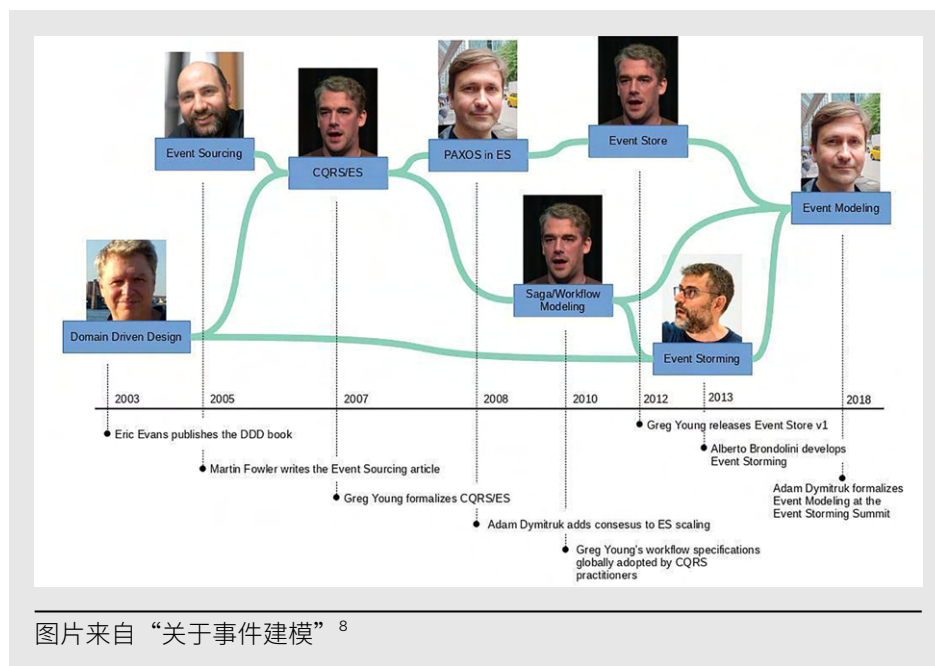 Event Sourcing
CQRS/ES
PAXOS in ES
Event Store
Event Modeling
Saga/Workflow
Modeling
Domain Driven Design
Event Storming
2003
2005
2007
2008
2010
2012
2013
2018
Eric Evans publishes the DDD book
Martin Fowler writes the Event Sourcing article
Greg Young formalizes CQRS/ES
Adam Dymitruk adds consesus to ES scaling
Greg Young's workflow specifications
globally adopted by CQRS
practitioners
Greg Young releases Event Store v1
Alberto Brondolini develops
Event Storming
Adam Dymitruk formalizes
Event Modeling at the
Event Storming Summit
图片来自“关于事件建模”8